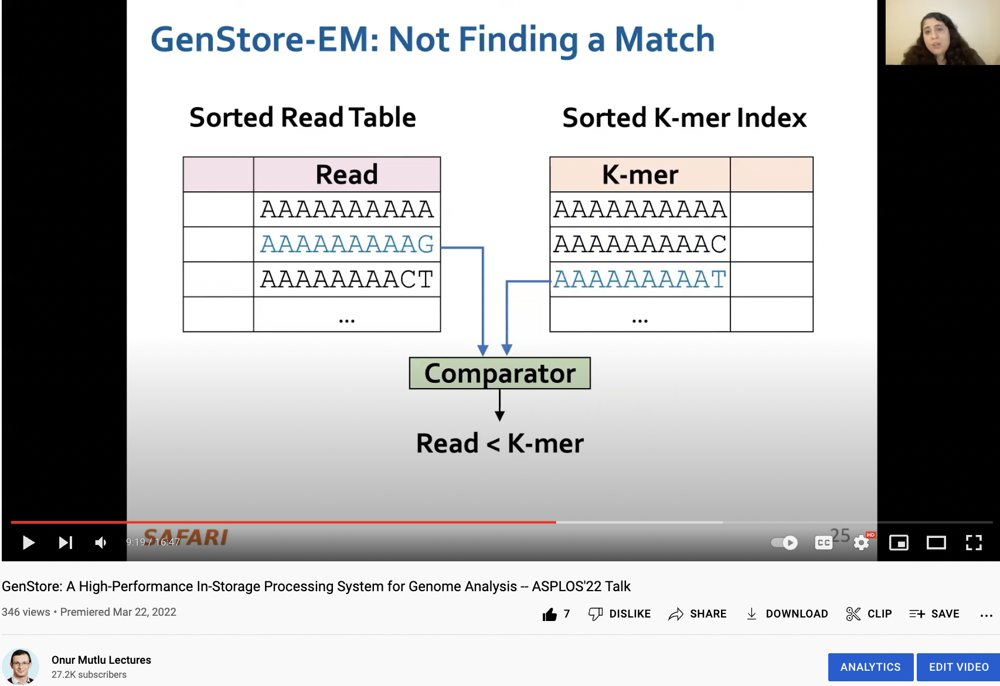 GenStore-EM: Not Finding a Match
Sorted Read Table
Sorted K-mer Index
Read
AAAAAAAAAA
AAAAAAAAAG
AAAAAAAACT
...
K-mer
AAAAAAAAAA
AAAAAAAAAC
AAAAAAAAAT
...
Comparator
Read < K-mer
SAFARI
9:19 / 16:47
CC
25
HD
GenStore: A High-Performance In-Storage Processing System for Genome Analysis -- ASPLOS'22 Talk
346 views • Premiered Mar 22, 2022
7 DISLIKE SHARE DOWNLOAD CLIP SAVE ...
Onur Mutlu Lectures
27.2K subscribers
ANALYTICS EDIT VIDEO